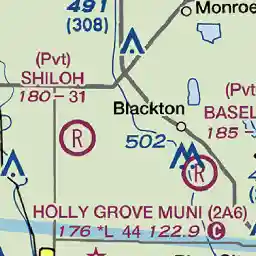 491
Monroe
(308)
(Pvt)
SHILOH
180 - 31
(Pvt
Blackton
BASEL
185
R
502
R
HOLLY GROVE MUNI (2A6)
176 *L 44 122.9 C